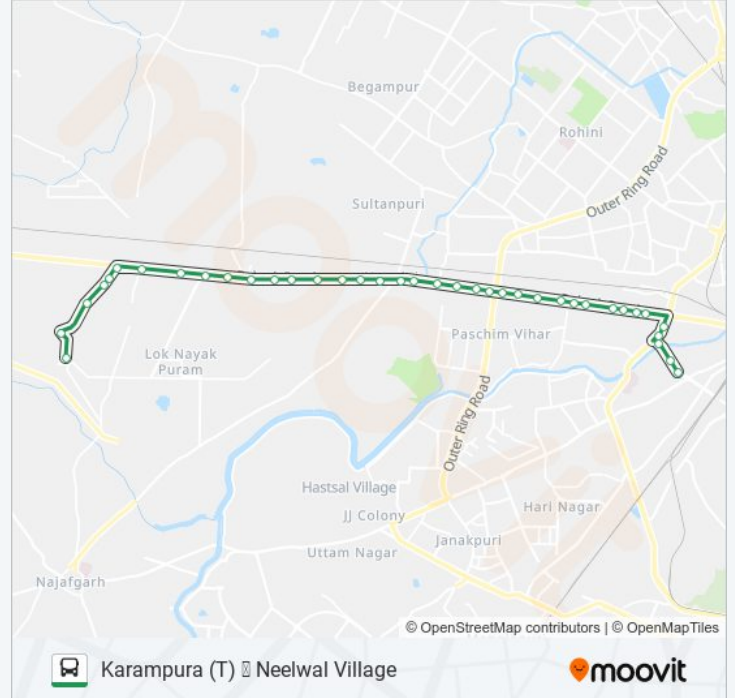 Begampur
Rohini
Outer Ring Road
Sultanpuri
Paschim Vihar
Lok Nayak
Puram
Outer Ring Road
Hastsal Village
JJ Colony
Hari Nagar
Janakpuri
Uttam Nagar
Najafgarh
© OpenStreetMap contributors | © OpenMapTiles
Karampura (T) Neelwal Village
moovit